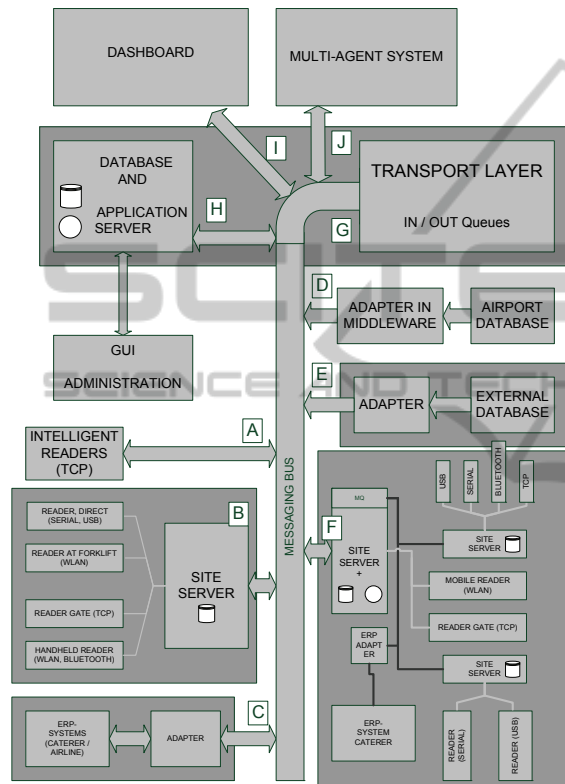 DASHBOARD
MULTI-AGENT SYSTEM
I
J
DATABASE
AND
APPLICATION
SERVER
H
TRANSPORT LAYER
IN / OUT Queues
G
D
ADAPTER IN
MIDDLEWARE
AIRPORT
DATABASE
GUI
ADMINISTRATION
E
ADAPTER
EXTERNAL
DATABASE
SCIENCE AND TECH
A
INTELLIGENT
READERS
(TCP)
MESSAGING BUS
B
READER, DIRECT
(SERIAL, USB)
READER AT FORKLIFT
(WLAN)
READER GATE (TCP)
HANDHELD READER
(WLAN, BLUETOOTH)
SITE
SERVER
C
ERP-
SYSTEMS
(CATERER /
AIRLINE)
ADAPTER
F
MQ
SITE
SERVER
+
USB
SERIAL
BLUETOOTH
TCP
SITE
SERVER
MOBILE READER
(WLAN)
READER GATE (TCP)
ERP
ADAPT
ER
SITE
SERVER
ERP-
SYSTEM
CATERER
READER
(SERIAL)
READER (USB)